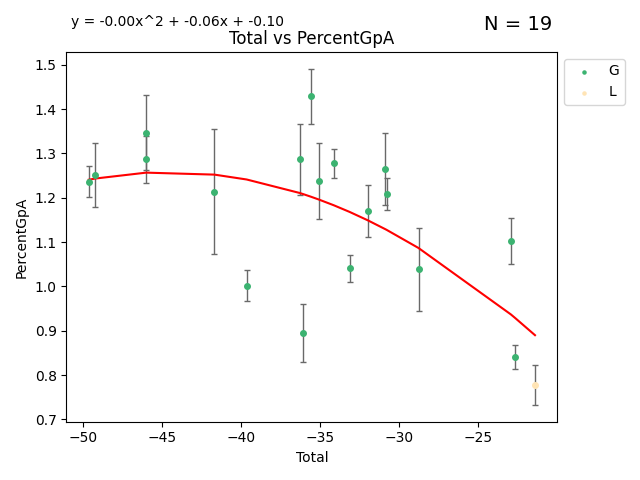 y = -0.00x^2 + -0.06x + -0.10
N = 19
Total vs PercentGpA
G
L
PercentGpA
1.5
1.4
1.3
1.2
1.1
1.0
0.9
0.8
0.7
−50 −45 −40 −35 −30 −25
Total